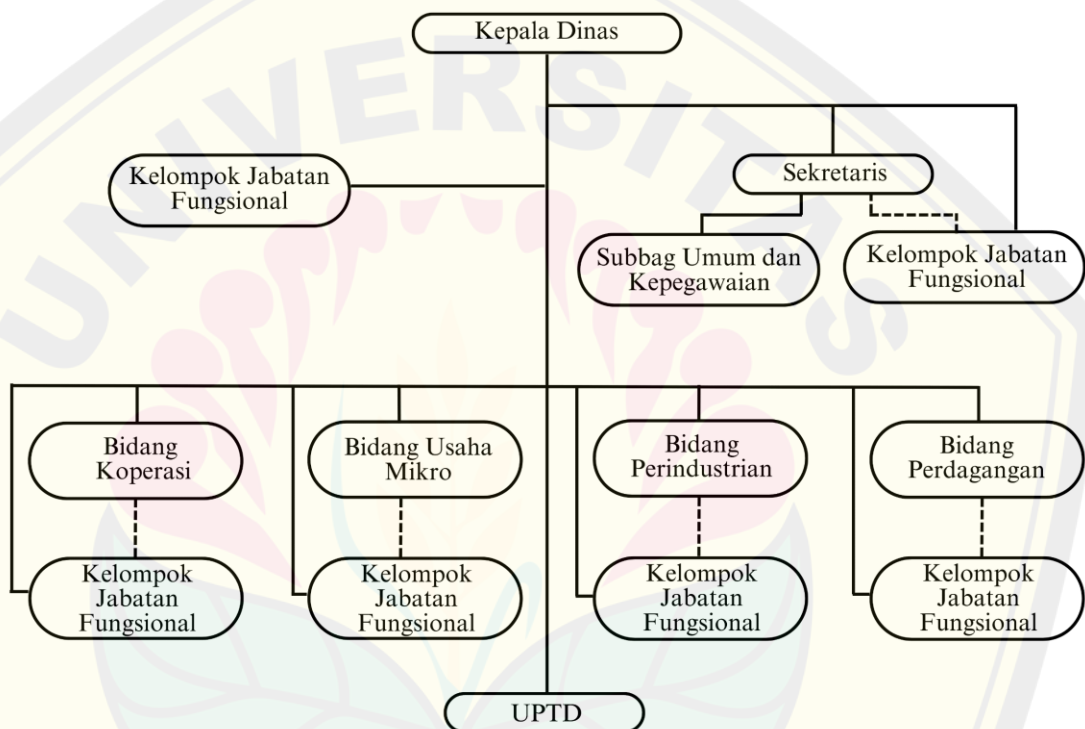 Kepala Dinas
UNIVERSITAS
Kelompok Jabatan
Fungsional
Sekretaris
Subbag Umum dan
Kepegawaian
Kelompok Jabatan
Fungsional
Bidang
Koperasi
Bidang Usaha
Mikro
Bidang
Perindustrian
Bidang
Perdagangan
Kelompok
Jabatan
Fungsional
Kelompok
Jabatan
Fungsional
Kelompok
Jabatan
Fungsional
Kelompok
Jabatan
Fungsional
UPTD